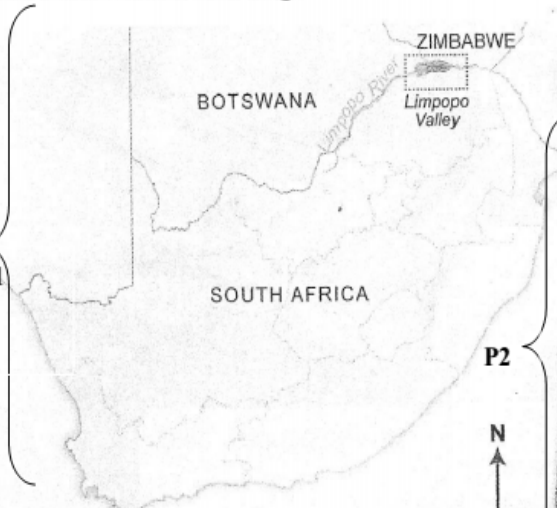 ZIMBABWE
BOTSWANA
Limpopo River
Limpopo
Valley
SOUTH AFRICA
P2
N